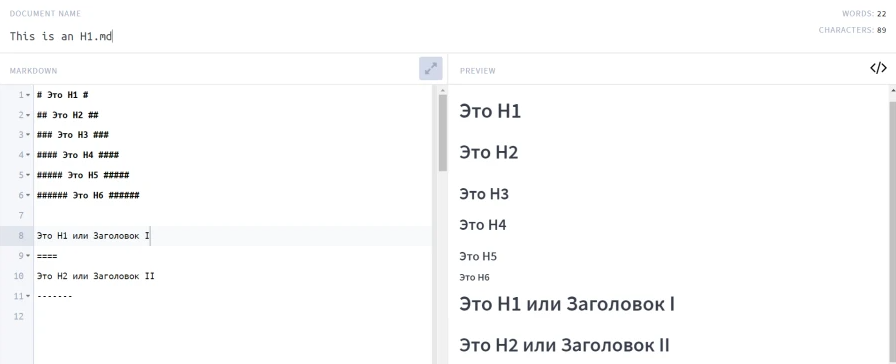 DOCUMENT NAME
WORDS: 22
This is an H1.md
CHARACTERS: 89
MARKDOWN
1 # Это H1 #
2 ## Это H2 ##
3 ### Это H3 ###
4 #### Это H4 ####
5 ##### Это H5 #####
6 ###### Это H6 ######
7
8 Это H1 или Заголовок I
9 ====
10 Это H2 или Заголовок II
11 -------
12
PREVIEW
</>
Это H1
Это H2
Это H3
Это H4
Это H5
Это H6
Это H1 или Заголовок I
Это H2 или Заголовок II